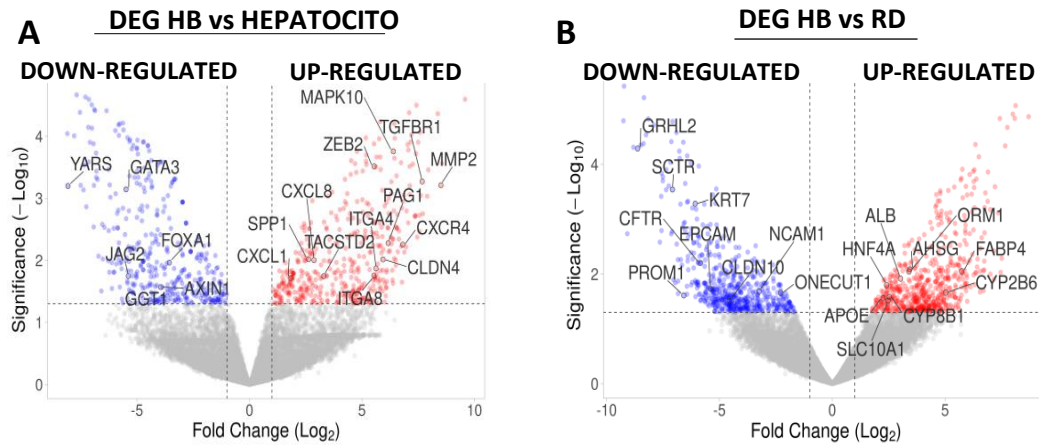 DEG HB vs HEPATOCITO
A
DOWN-REGULATED
UP-REGULATED
MAPK10
TGFBR1
ZEB2
MMP2
YARS
GATA3
CXCL8
PAG1
ITGA4
SPP1
TACSTD2
CXCR4
FOXA1
JAG2
CXCL1
CLDN4
GGT1
AXIN1
ITGA8
Significance (−Log10)
4
3
2
1
0
-5
0
5
10
Fold Change (Log2)
DEG HB vs RD
B
DOWN-REGULATED
UP-REGULATED
GRHL2
SCTR
KRT7
CFTR
EPCAM
NCAM1
ALB
ORM1
HNF4A
AHSG
FABP4
PROM1
CLDN10
ONECUT1
CYP2B6
APOE
CYP8B1
SLC10A1
Significance (−Log10)
4
2
0
-10
-5
0
5
Fold Change (Log2)